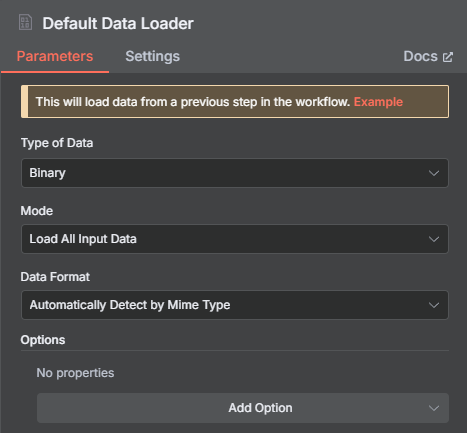 Default Data Loader
Parameters Settings Docs
This will load data from a previous step in the workflow. Example
Type of Data
Binary
Mode
Load All Input Data
Data Format
Automatically Detect by Mime Type
Options
No properties
Add Option